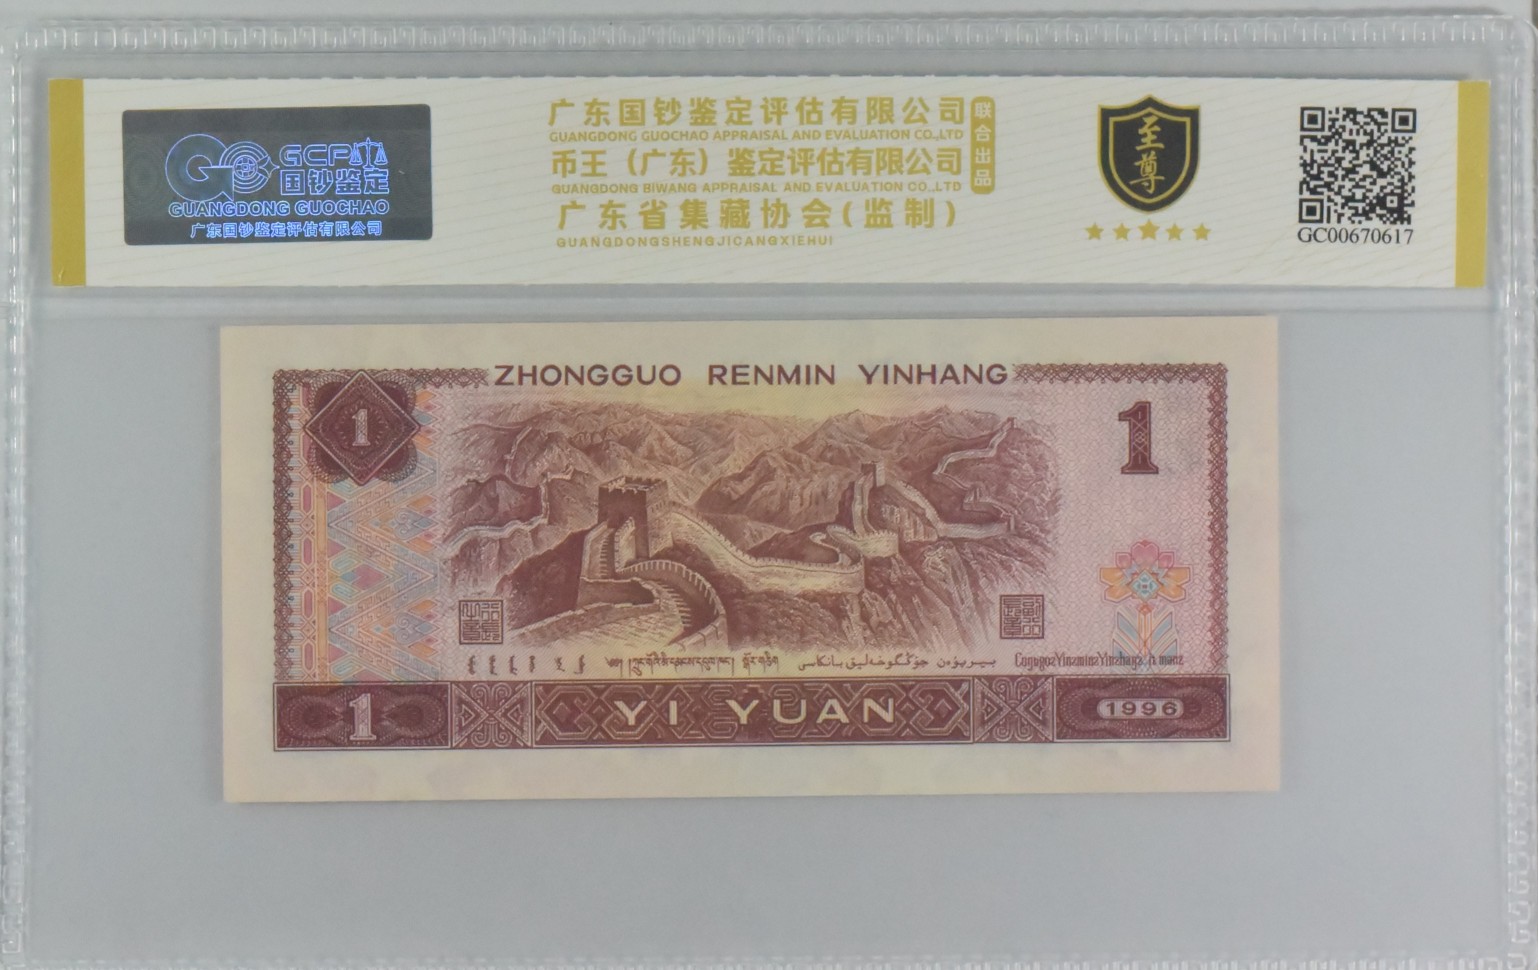 GCP
国钞鉴定
GUANGDONG GUOCHAO
广东国钞鉴定评估有限公司
广东国钞鉴定评估有限公司
GUANGDONG GUOCHAO APPRAISAL AND EVALUATION CO.,LTD
币王（广东）鉴定评估有限公司
GUANGDONG BIWANG APPRAISAL AND EVALUATION CO.,LTD
广东省集藏协会(监制)
GUANGDONGSHENGJICANGXIEHUI
联合出品
至尊
GC00670617
ZHONGGUO RENMIN YINHANG
1
1
1
YI YUAN
1996